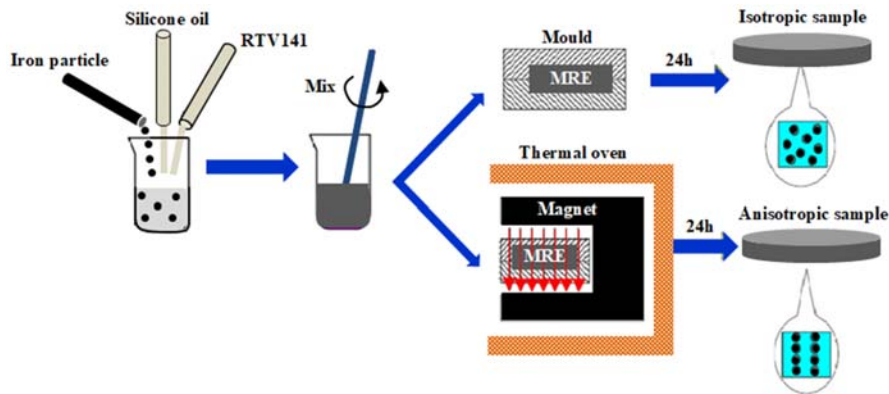 Silicone oil
RTV141
Iron particle
Mix
Mould
MRE
24h
Isotropic sample
Thermal oven
Magnet
MRE
24h
Anisotropic sample